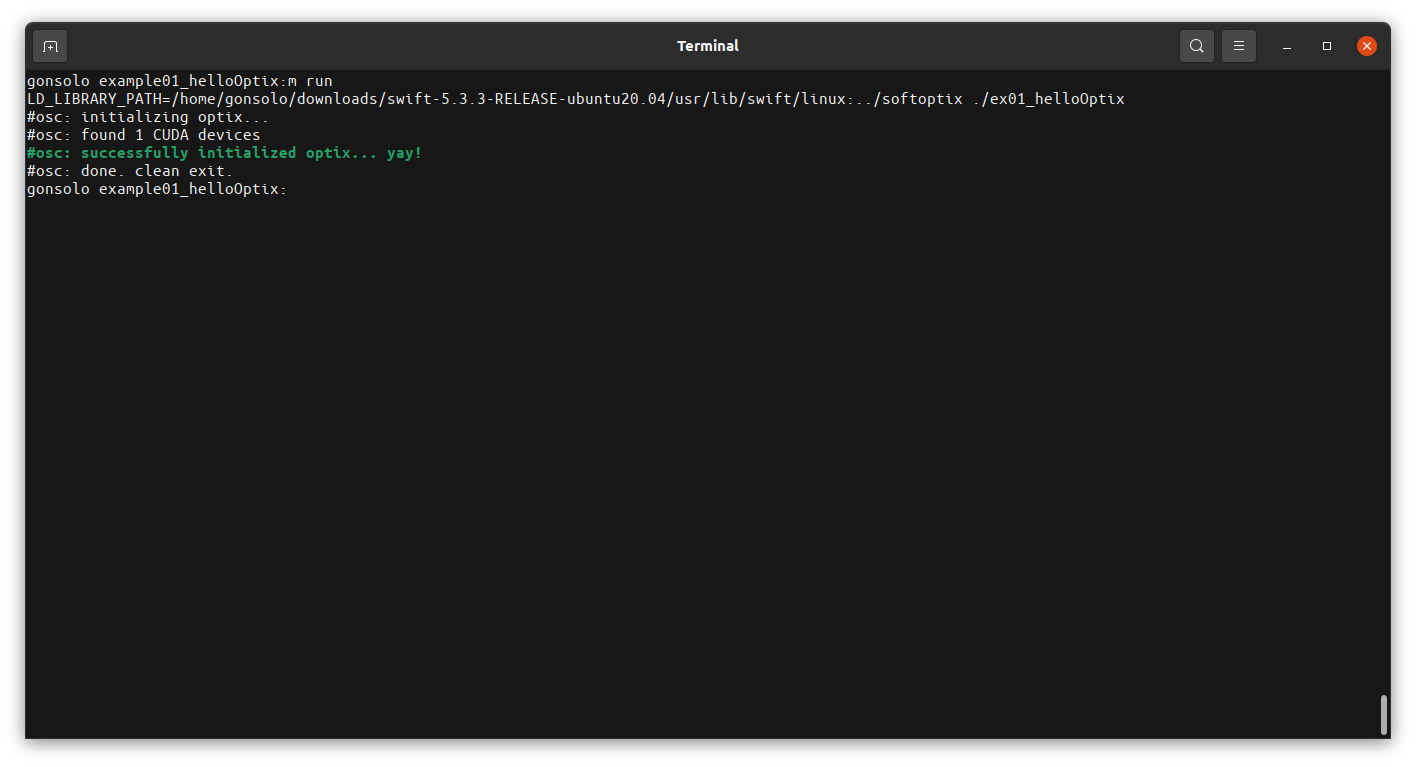 Terminal
gonsolo example01_helloOptix:m run
LD_LIBRARY_PATH=/home/gonsolo/downloads/swift-5.3.3-RELEASE-ubuntu20.04/usr/lib/swift/linux:../softoptix ./ex01_helloOptix
#osc: initializing optix...
#osc: found 1 CUDA devices
#osc: successfully initialized optix... yay!
#osc: done. clean exit.
gonsolo example01_helloOptix: